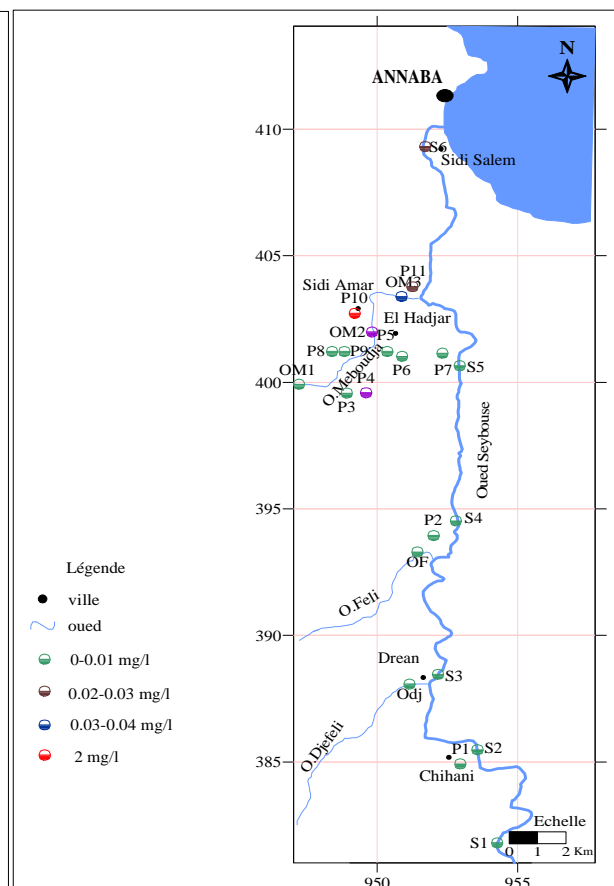 N
ANNABA
410
S6
Sidi Salem
405
P11
Sidi Amar
OM3
P10
El Hadjar
OM2
P5
P8
P9
P6
P7
S5
OM1
O.Meboudja
400
P4
P3
Oued Seybouse
395
P2
S4
OF
O.Feli
390
Drean
S3
Odj
O.Djefeli
P1
S2
385
Chihani
S1
Echelle
0 1 2 Km
950 955
Légende
ville
oued
0-0.01 mg/l
0.02-0.03 mg/l
0.03-0.04 mg/l
2 mg/l